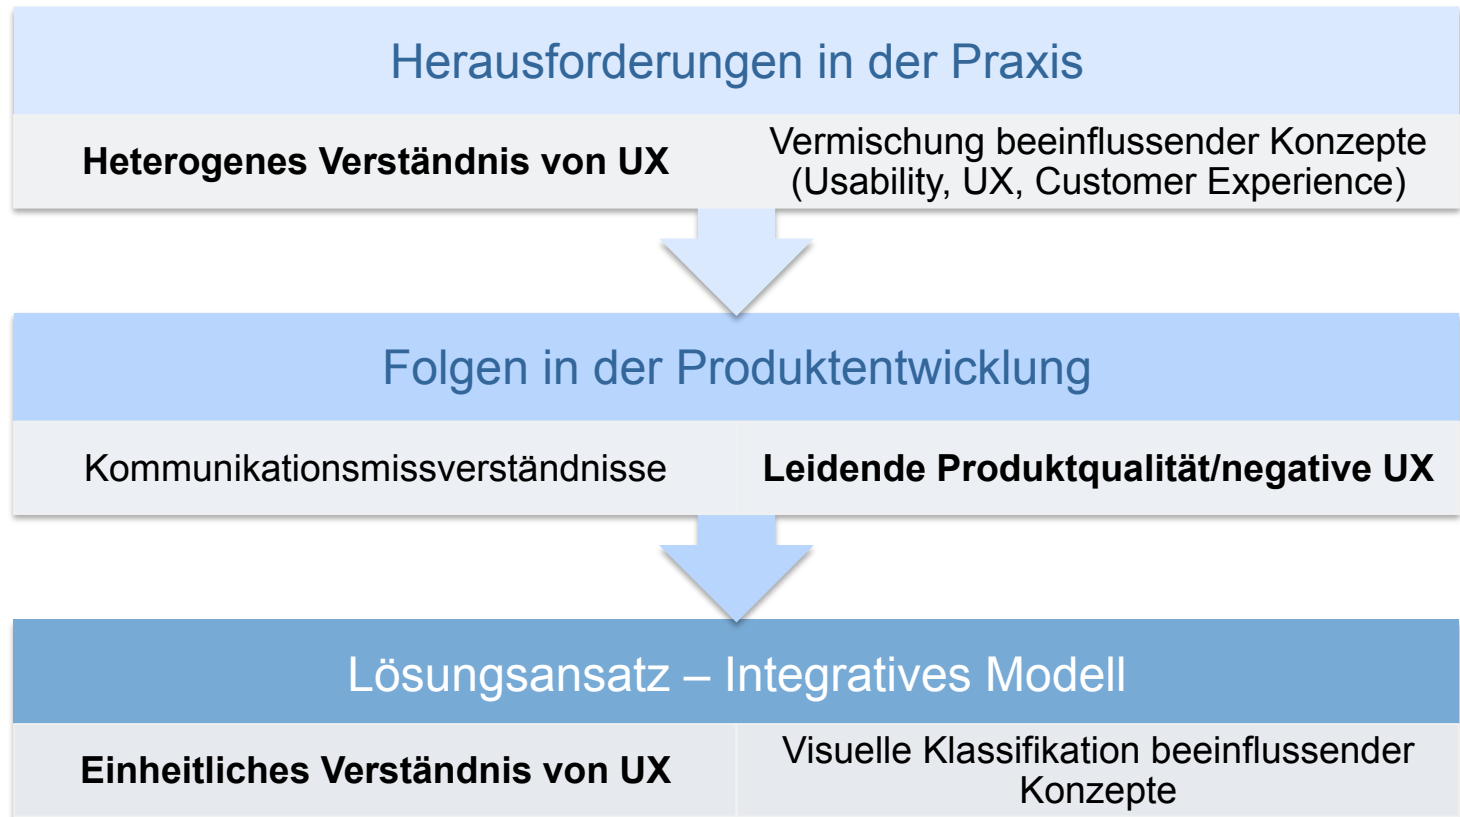 Herausforderungen in der Praxis
Heterogenes Verständnis von UX
Vermischung beeinflussender Konzepte
(Usability, UX, Customer Experience)
Folgen in der Produktentwicklung
Kommunikationsmissverständnisse
Leidende Produktqualität/negative UX
Lösungsansatz – Integratives Modell
Einheitliches Verständnis von UX
Visuelle Klassifikation beeinflussender
Konzepte